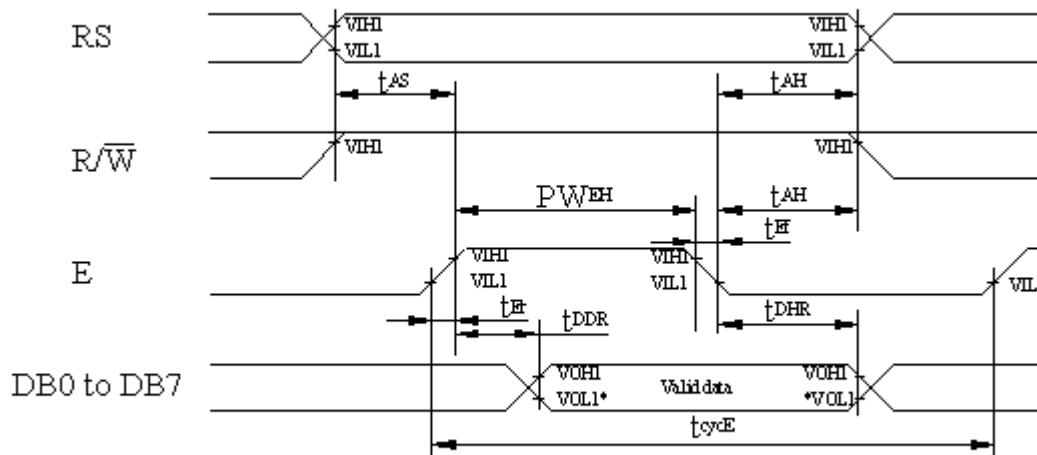 RS
VIH1
VIL1
VIH1
VIL1
tAS
tAH
R/W̅
VIH1
VIH1
PWEH
tAH
tEf
E
VIH1
VIL1
VIH1
VIL1
VIL
tEr
tDDR
tDHR
DB0 to DB7
VOH1
VOL1*
Valid data
VOH1
*VOL1
tcycE